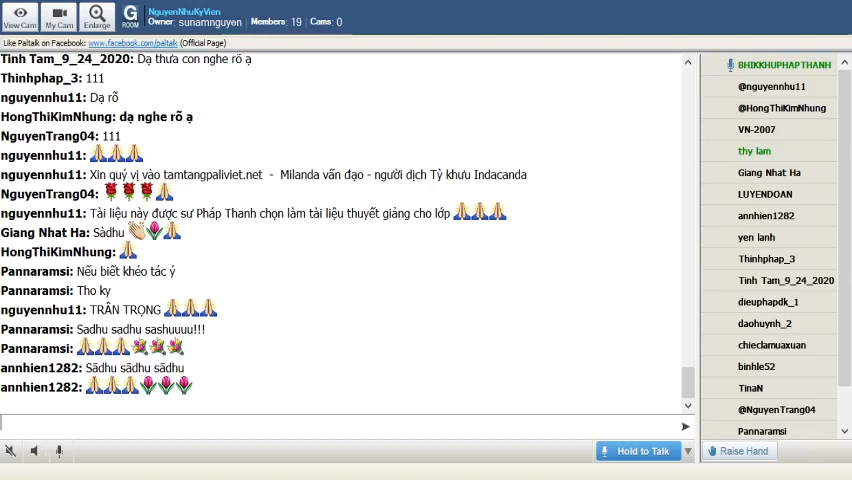 View Cam
My Cam
Enlarge
G
ROOM
NguyenNhuKyVien
Owner: sunamnguyen Members: 19 Cams: 0
Like Paltalk on Facebook: www.facebook.com/paltalk (Official Page)
Tinh Tam_9_24_2020: Dạ thưa con nghe rõ ạ
Thinhphap_3: 111
nguyennhu11: Dạ rõ
HongThiKimNhung: dạ nghe rõ ạ
NguyenTrang04: 111
nguyennhu11:
nguyennhu11: Xin quý vị vào tamtangpaliviet.net - Milanda vấn đạo - người dịch Tỳ khưu Indacanda
NguyenTrang04:
nguyennhu11: Tài liệu này được sư Pháp Thanh chọn làm tài liệu thuyết giảng cho lớp
Giang Nhat Ha: Sàdhu
HongThiKimNhung:
Pannaramsi: Nếu biết khéo tác ý
Pannaramsi: Tho ky
nguyennhu11: TRÂN TRỌNG
Pannaramsi: Sadhu sadhu sashuuuu!!!
Pannaramsi:
annhien1282: Sādhu sādhu sādhu
annhien1282:
Hold to Talk
BHIKKHUPHAPTHANH
@nguyennhu11
@HongThiKimNhung
VN-2007
thy lam
Giang Nhat Ha
LUYENDOAN
annhien1282
yen lanh
Thinhphap_3
Tinh Tam_9_24_2020
dieuphapdk_1
daohuynh_2
chieclamuaxuan
binhle52
TinaN
@NguyenTrang04
Pannaramsi
Raise Hand